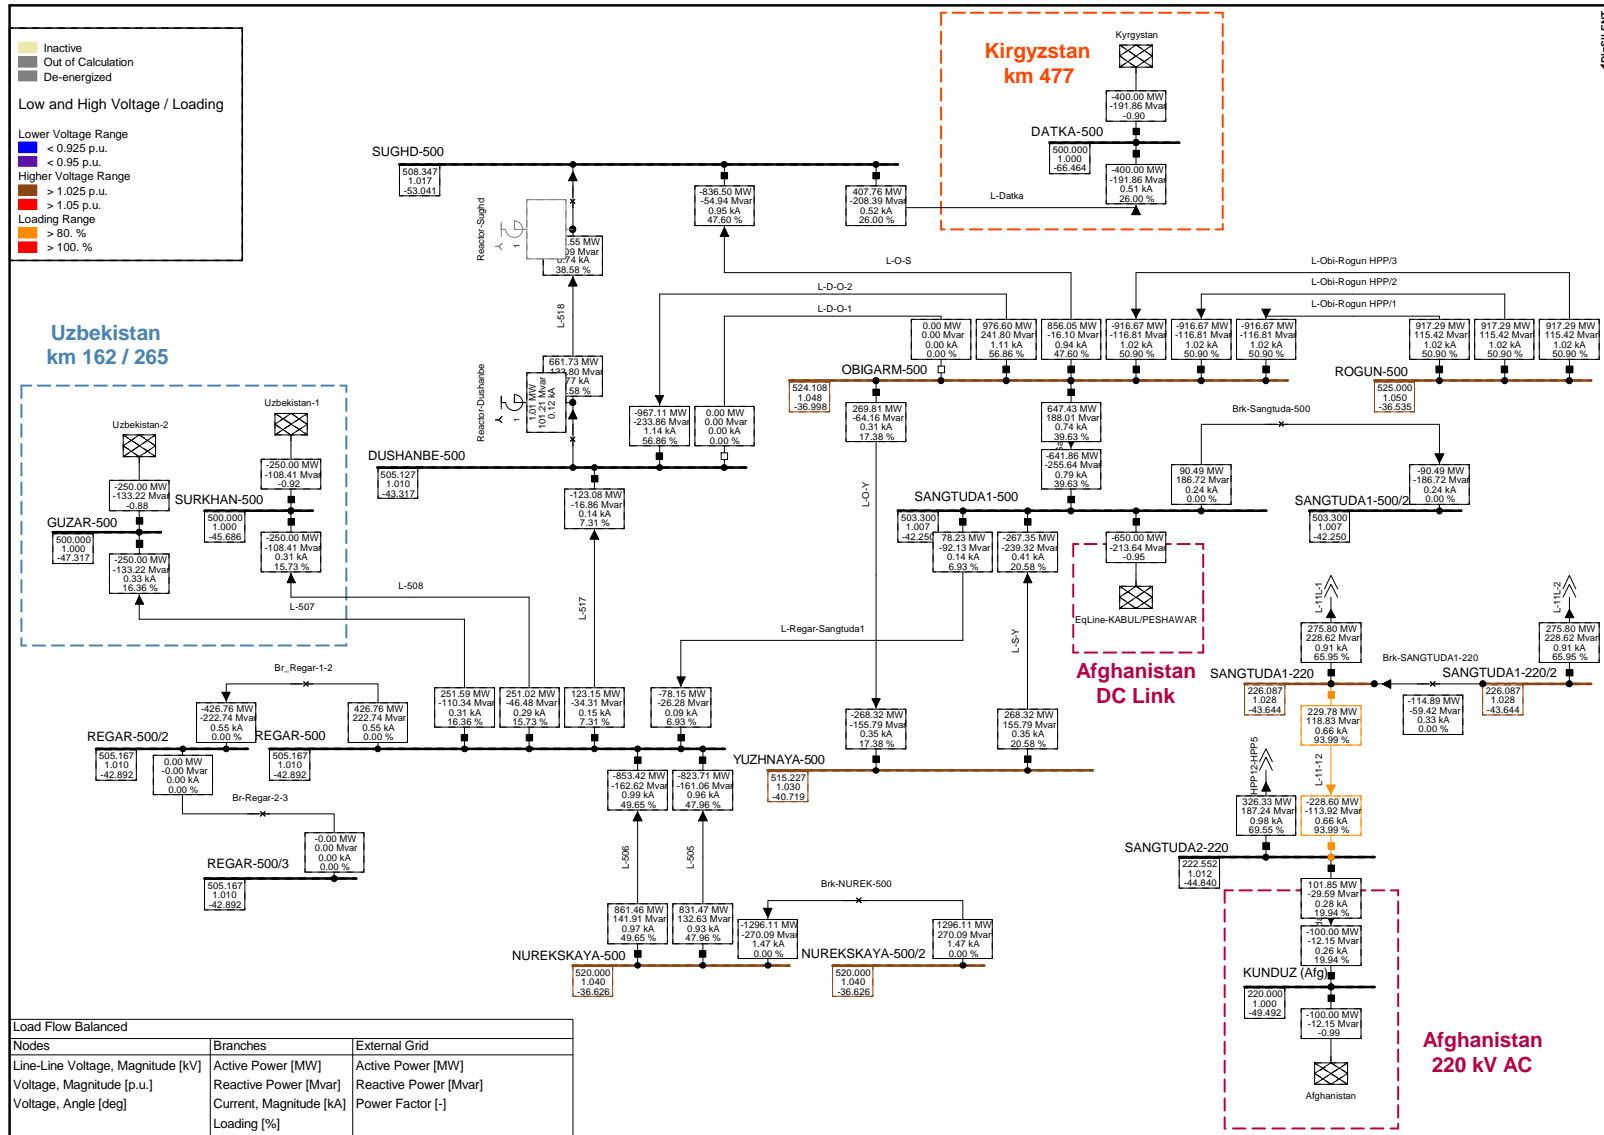 Inactive
Out of Calculation
De-energized
Low and High Voltage / Loading
Lower Voltage Range
< 0.925 p.u.
< 0.95 p.u.
Higher Voltage Range
> 1.025 p.u.
> 1.05 p.u.
Loading Range
> 80. %
> 100. %
Kirgyzstan
km 477
Kyrgystan
-400.00 MW
-191.86 Mvar
-0.90
DATKA-500
500.000
1.000
-66.464
-400.00 MW
-191.86 Mvar
0.51 kA
26.00 %
L-Datka
SUGHD-500
508.347
1.017
-53.041
-836.50 MW
-54.94 Mvar
0.95 kA
47.60 %
407.76 MW
-208.39 Mvar
0.52 kA
26.00 %
Reactor-Sughd
1
.55 MW
09 Mvar
0.74 kA
38.58 %
L-518
L-O-S
L-D-O-2
L-D-O-1
L-Obi-Rogun HPP/3
L-Obi-Rogun HPP/2
L-Obi-Rogun HPP/1
Uzbekistan
km 162 / 265
661.73 MW
Reactor-Dushanbe
1
1.01 MW
101.21 Mvar
0.12 kA
0.00 MW
0.00 Mvar
0.00 kA
0.00 %
976.60 MW
241.80 Mvar
1.11 kA
56.86 %
856.05 MW
-16.10 Mvar
0.94 kA
47.60 %
-916.67 MW
-116.81 Mvar
1.02 kA
50.90 %
-916.67 MW
-116.81 Mvar
1.02 kA
50.90 %
-916.67 MW
-116.81 Mvar
1.02 kA
50.90 %
917.29 MW
115.42 Mvar
1.02 kA
50.90 %
917.29 MW
115.42 Mvar
1.02 kA
50.90 %
917.29 MW
115.42 Mvar
1.02 kA
50.90 %
OBIGARM-500
524.108
1.048
-36.998
ROGUN-500
525.000
1.050
-36.535
-967.11 MW
-233.86 Mvar
1.14 kA
56.86 %
0.00 MW
0.00 Mvar
0.00 kA
0.00 %
269.81 MW
-64.16 Mvar
0.31 kA
17.38 %
647.43 MW
188.01 Mvar
0.74 kA
39.63 %
-641.86 MW
-255.64 Mvar
0.79 kA
39.63 %
Brk-Sangtuda-500
90.49 MW
186.72 Mvar
0.24 kA
0.00 %
-90.49 MW
-186.72 Mvar
0.24 kA
0.00 %
DUSHANBE-500
505.127
1.010
-43.317
Uzbekistan-2
-250.00 MW
-133.22 Mvar
-0.88
Uzbekistan-1
-250.00 MW
-108.41 Mvar
-0.92
SURKHAN-500
500.000
1.000
-45.686
GUZAR-500
500.000
1.000
-47.317
-250.00 MW
-133.22 Mvar
0.33 kA
16.36 %
-250.00 MW
-108.41 Mvar
0.31 kA
15.73 %
L-508
L-507
-123.08 MW
-16.86 Mvar
0.14 kA
7.31 %
L-517
L-O-Y
SANGTUDA1-500
503.300
1.007
-42.250
SANGTUDA1-500/2
503.300
1.007
-42.250
78.23 MW
-92.13 Mvar
0.14 kA
6.93 %
-267.35 MW
-239.32 Mvar
0.41 kA
20.58 %
-650.00 MW
-213.64 Mvar
-0.95
EqLine-KABUL/PESHAWAR
L-Regar-Sangtuda1
L-S-Y
Afghanistan
DC Link
L-11L-1
L-11L-2
275.80 MW
228.62 Mvar
0.91 kA
65.95 %
275.80 MW
228.62 Mvar
0.91 kA
65.95 %
Brk-SANGTUDA1-220
SANGTUDA1-220
226.087
1.028
-43.644
SANGTUDA1-220/2
226.087
1.028
-43.644
-114.89 MW
-59.42 Mvar
0.33 kA
0.00 %
229.78 MW
118.83 Mvar
0.66 kA
93.99 %
Br_Regar-1-2
-426.76 MW
-222.74 Mvar
0.55 kA
0.00 %
426.76 MW
222.74 Mvar
0.55 kA
0.00 %
251.59 MW
-110.34 Mvar
0.31 kA
16.36 %
251.02 MW
-46.48 Mvar
0.29 kA
15.73 %
123.15 MW
-34.31 Mvar
0.15 kA
7.31 %
-78.15 MW
-26.28 Mvar
0.09 kA
6.93 %
-268.32 MW
-155.79 Mvar
0.35 kA
17.38 %
268.32 MW
155.79 Mvar
0.35 kA
20.58 %
REGAR-500/2
505.167
1.010
-42.892
REGAR-500
505.167
1.010
-42.892
0.00 MW
-0.00 Mvar
0.00 kA
0.00 %
Br-Regar-2-3
-0.00 MW
0.00 Mvar
0.00 kA
0.00 %
REGAR-500/3
505.167
1.010
-42.892
YUZHNAYA-500
515.227
1.030
-40.719
-853.42 MW
-162.62 Mvar
0.99 kA
49.65 %
-823.71 MW
-161.06 Mvar
0.96 kA
47.96 %
L-506
L-505
HPP12-HPP5
L-11-12
326.33 MW
187.24 Mvar
0.98 kA
69.55 %
-228.60 MW
-113.92 Mvar
0.66 kA
93.99 %
SANGTUDA2-220
222.552
1.012
-44.840
Brk-NUREK-500
861.46 MW
141.91 Mvar
0.97 kA
49.65 %
831.47 MW
132.63 Mvar
0.93 kA
47.96 %
-1296.11 MW
-270.09 Mvar
1.47 kA
0.00 %
1296.11 MW
270.09 Mvar
1.47 kA
0.00 %
NUREKSKAYA-500
520.000
1.040
-36.626
NUREKSKAYA-500/2
520.000
1.040
-36.626
101.85 MW
-29.59 Mvar
0.28 kA
19.94 %
-100.00 MW
-12.15 Mvar
0.26 kA
19.94 %
KUNDUZ (Afg)
220.000
1.000
-49.492
-100.00 MW
-12.15 Mvar
-0.99
Afghanistan
Afghanistan
220 kV AC
Load Flow Balanced
Nodes
Branches
External Grid
Line-Line Voltage, Magnitude [kV]
Active Power [MW]
Active Power [MW]
Voltage, Magnitude [p.u.]
Reactive Power [Mvar]
Reactive Power [Mvar]
Voltage, Angle [deg]
Current, Magnitude [kA]
Power Factor [-]
Loading [%]